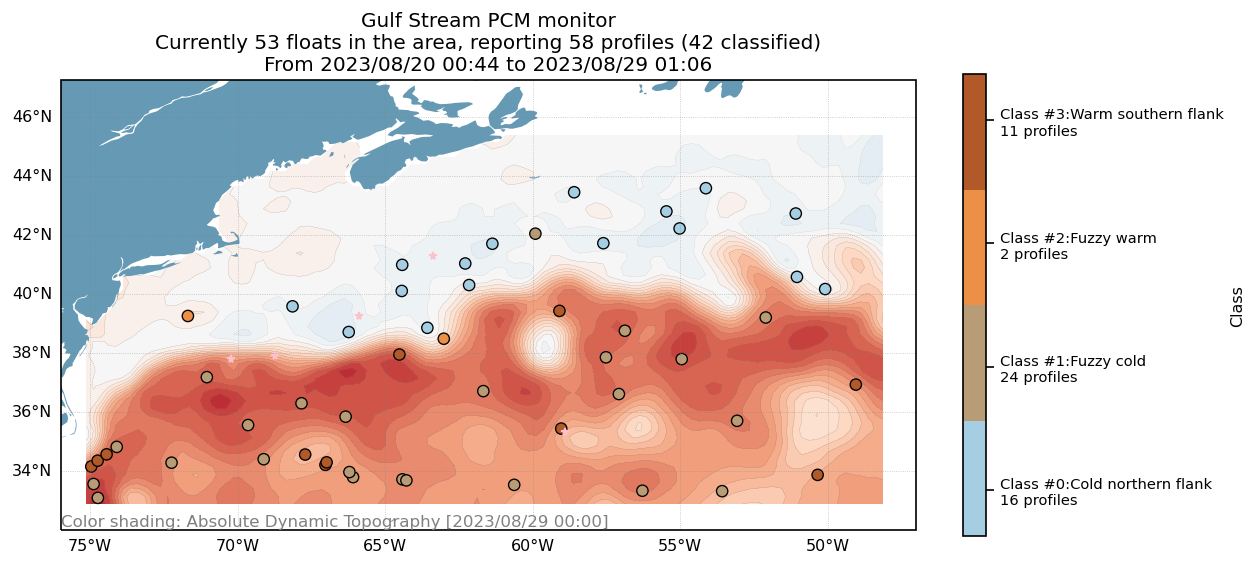 Gulf Stream PCM monitor
Currently 53 floats in the area, reporting 58 profiles (42 classified)
From 2023/08/20 00:44 to 2023/08/29 01:06
46°N
44°N
42°N
40°N
38°N
36°N
34°N
75°W
70°W
65°W
60°W
55°W
50°W
Color shading: Absolute Dynamic Topography [2023/08/29 00:00]
Class #3:Warm southern flank
11 profiles
Class #2:Fuzzy warm
2 profiles
Class #1:Fuzzy cold
24 profiles
Class #0:Cold northern flank
16 profiles
Class